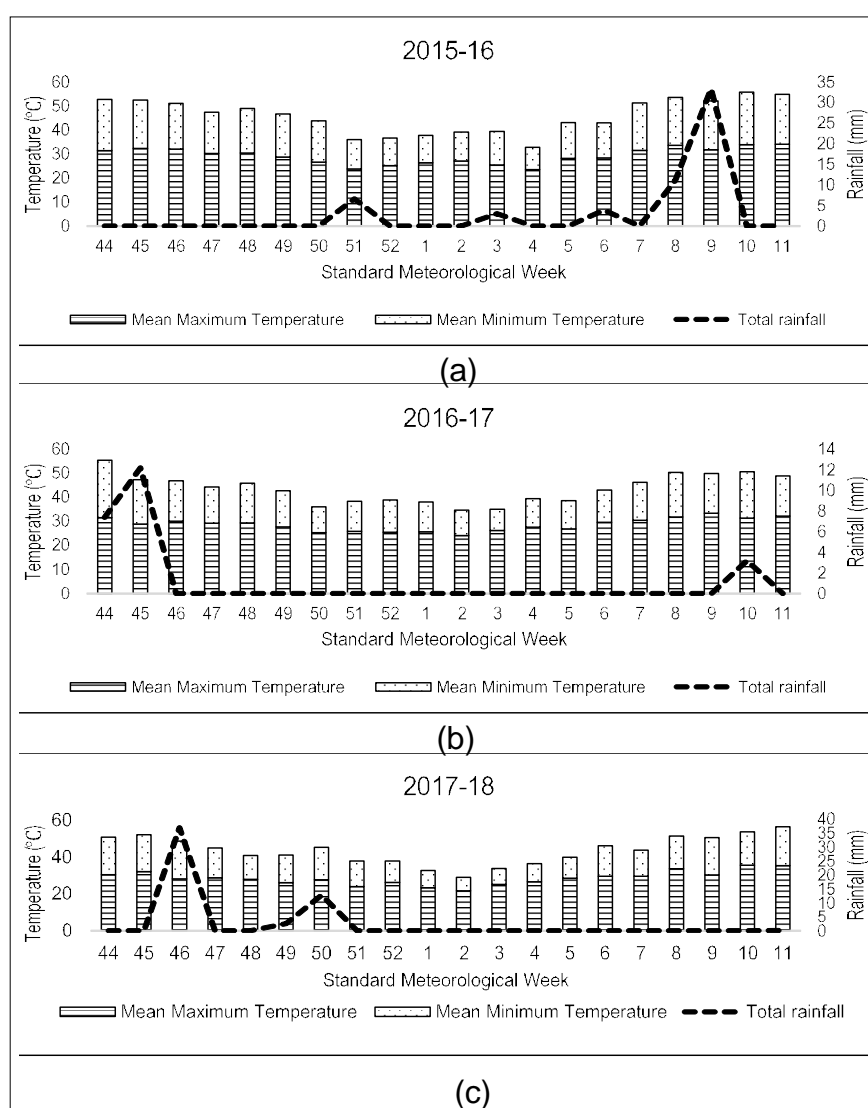 2015-16
Temperature (°C)
60
50
40
30
20
10
0
35
30
25
20
15
10
5
0
Rainfall (mm)
44 45 46 47 48 49 50 51 52 1 2 3 4 5 6 7 8 9 10 11
Standard Meteorological Week
Mean Maximum Temperature Mean Minimum Temperature Total rainfall
(a)
2016-17
Temperature (°C)
60
50
40
30
20
10
0
14
12
10
8
6
4
2
0
Rainfall (mm)
44 45 46 47 48 49 50 51 52 1 2 3 4 5 6 7 8 9 10 11
Standard Meteorological Week
Mean Maximum Temperature Mean Minimum Temperature Total rainfall
(b)
2017-18
Temperature (°C)
60
40
20
0
40
35
30
25
20
15
10
5
0
Rainfall (mm)
44 45 46 47 48 49 50 51 52 1 2 3 4 5 6 7 8 9 10 11
Standard Meteorological Week
Mean Maximum Temperature Mean Minimum Temperature Total rainfall
(c)